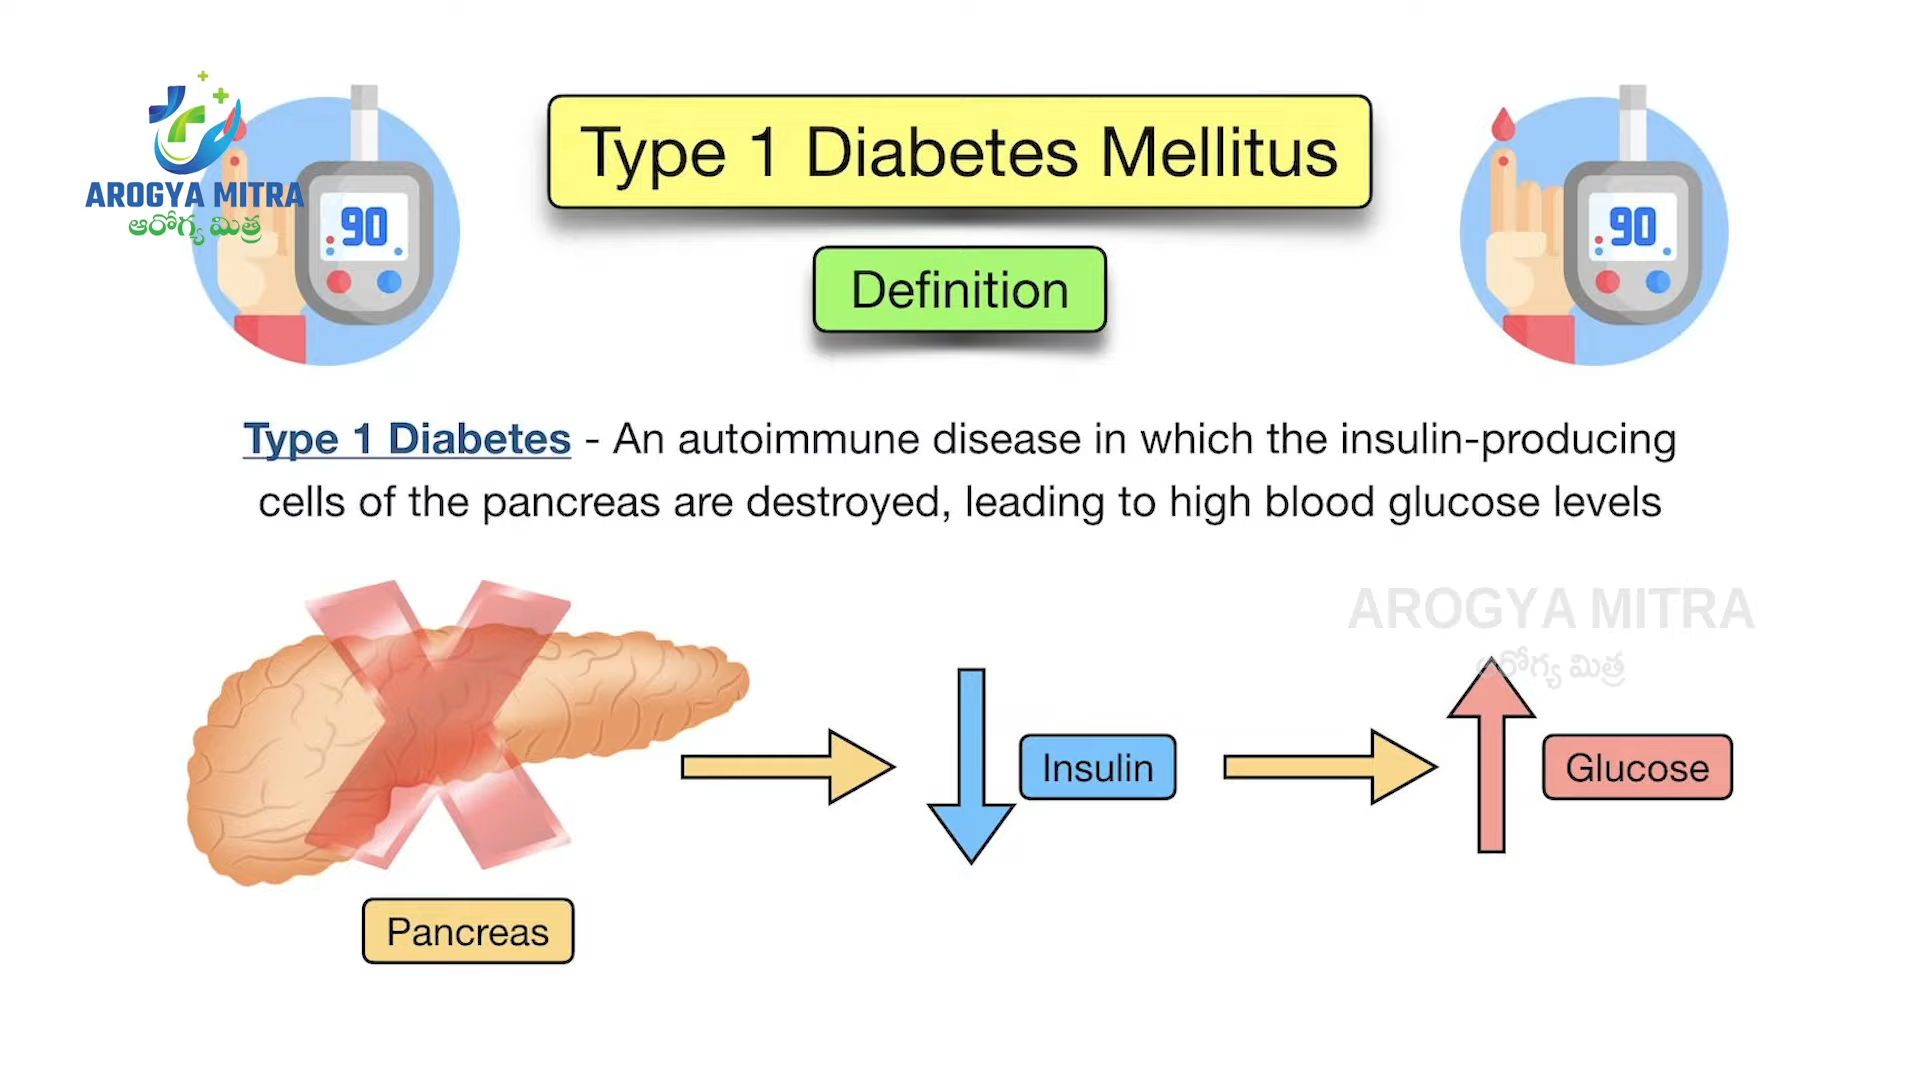 AROGYA MITRA
ఆరోగ్య మిత్ర
90
Type 1 Diabetes Mellitus
Definition
90
Type 1 Diabetes - An autoimmune disease in which the insulin-producing
cells of the pancreas are destroyed, leading to high blood glucose levels
AROGYA MITRA
ఆరోగ్య మిత్ర
Insulin
Glucose
Pancreas